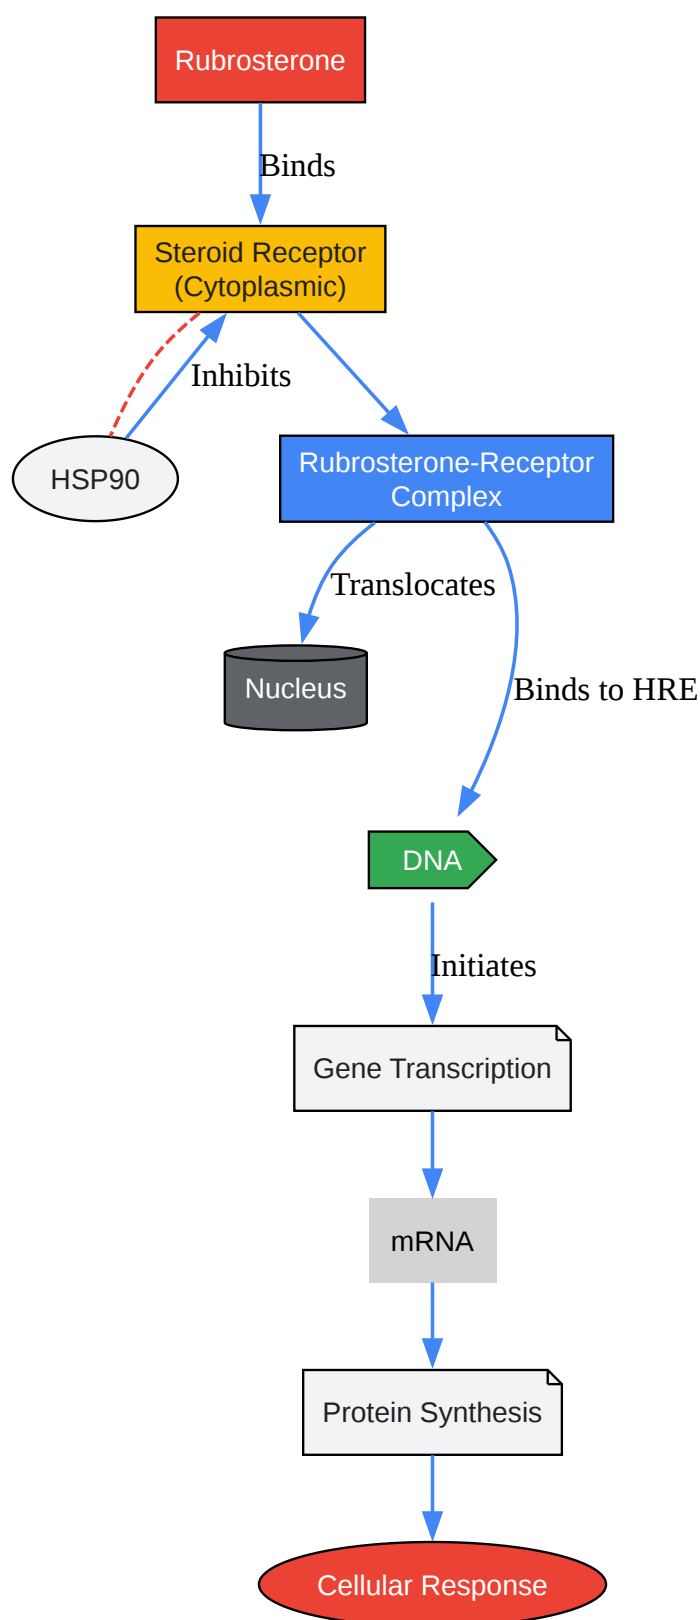 Rubrosterone
Binds
Steroid Receptor
(Cytoplasmic)
Inhibits
HSP90
Rubrosterone-Receptor
Complex
Translocates
Nucleus
Binds to HRE
DNA
Initiates
Gene Transcription
mRNA
Protein Synthesis
Cellular Response